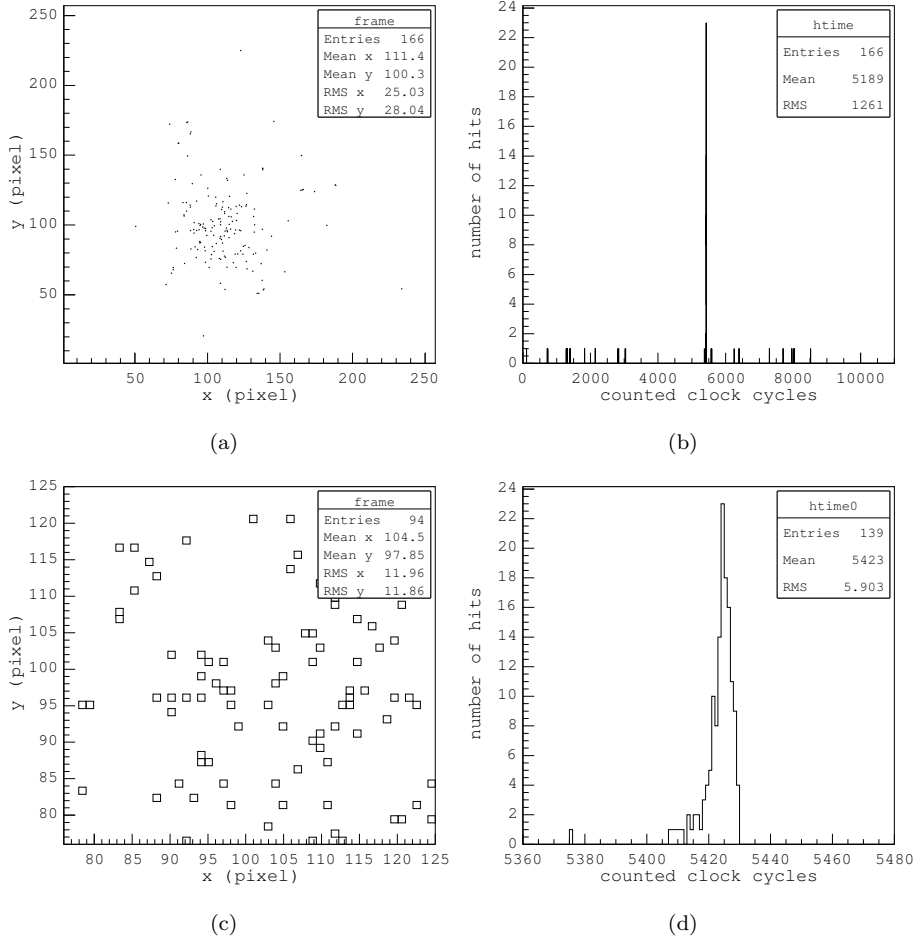 frame
Entries 166
Mean x 111.4
Mean y 100.3
RMS x 25.03
RMS y 28.04
250
200
150
100
50
y (pixel)
50 100 150 200 250
x (pixel)
(a)
htime
Entries 166
Mean 5189
RMS 1261
24
22
20
18
16
14
12
10
8
6
4
2
0
number of hits
0 2000 4000 6000 8000 10000
counted clock cycles
(b)
frame
Entries 94
Mean x 104.5
Mean y 97.85
RMS x 11.96
RMS y 11.86
125
120
115
110
105
100
95
90
85
80
y (pixel)
80 85 90 95 100 105 110 115 120 125
x (pixel)
(c)
htime0
Entries 139
Mean 5423
RMS 5.903
24
22
20
18
16
14
12
10
8
6
4
2
0
number of hits
5360 5380 5400 5420 5440 5460 5480
counted clock cycles
(d)